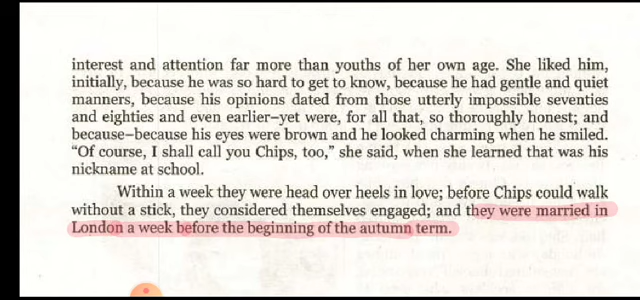 interest and attention far more than youths of her own age. She liked him,
initially, because he was so hard to get to know, because he had gentle and quiet
manners, because his opinions dated from those utterly impossible seventies
and eighties and even earlier–yet were, for all that, so thoroughly honest; and
because–because his eyes were brown and he looked charming when he smiled.
"Of course, I shall call you Chips, too," she said, when she learned that was his
nickname at school.
Within a week they were head over heels in love; before Chips could walk
without a stick, they considered themselves engaged; and they were married in
London a week before the beginning of the autumn term.